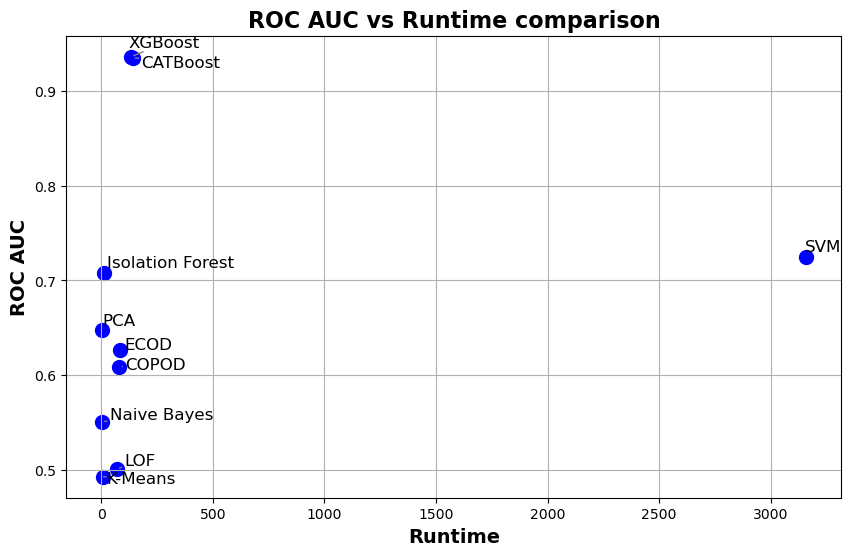 ROC AUC vs Runtime comparison
XGBoost
CATBoost
0.9
0.8
SVM
ROC AUC
Isolation Forest
0.7
PCA
ECOD
COPOD
0.6
Naive Bayes
LOF
0.5
K-Means
0 500 1000 1500 2000 2500 3000
Runtime